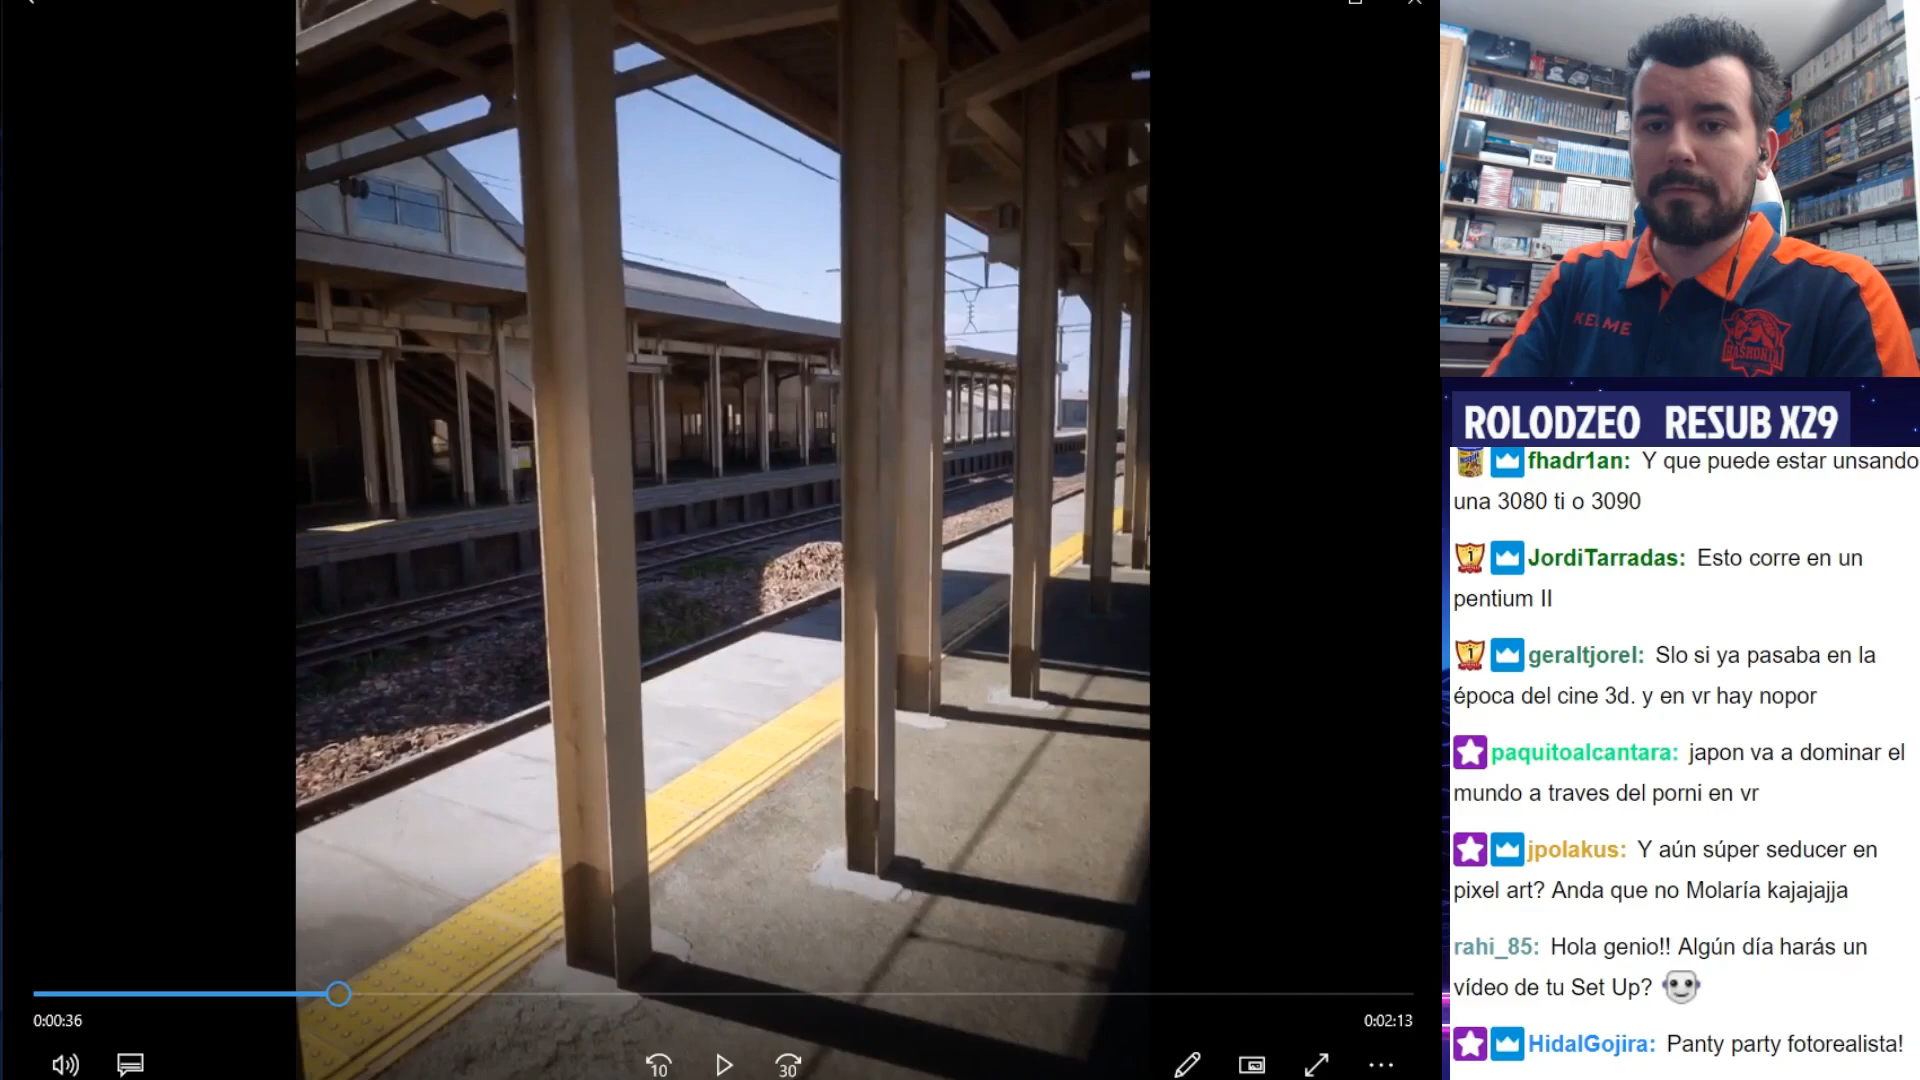 0:00:36
0:02:13
10
30
KELME
BASKONIA
ROLODZEO RESUB X29
fhadr1an: Y que puede estar unsando
una 3080 ti o 3090
JordiTarradas: Esto corre en un
pentium II
geraltjorel: Slo si ya pasaba en la
época del cine 3d. y en vr hay nopor
paquitoalcantara: japon va a dominar el
mundo a traves del porni en vr
jpolakus: Y aún súper seducer en
pixel art? Anda que no Molaría kajajajja
rahi_85: Hola genio!! Algún día harás un
vídeo de tu Set Up?
HidalGojira: Panty party fotorealista!